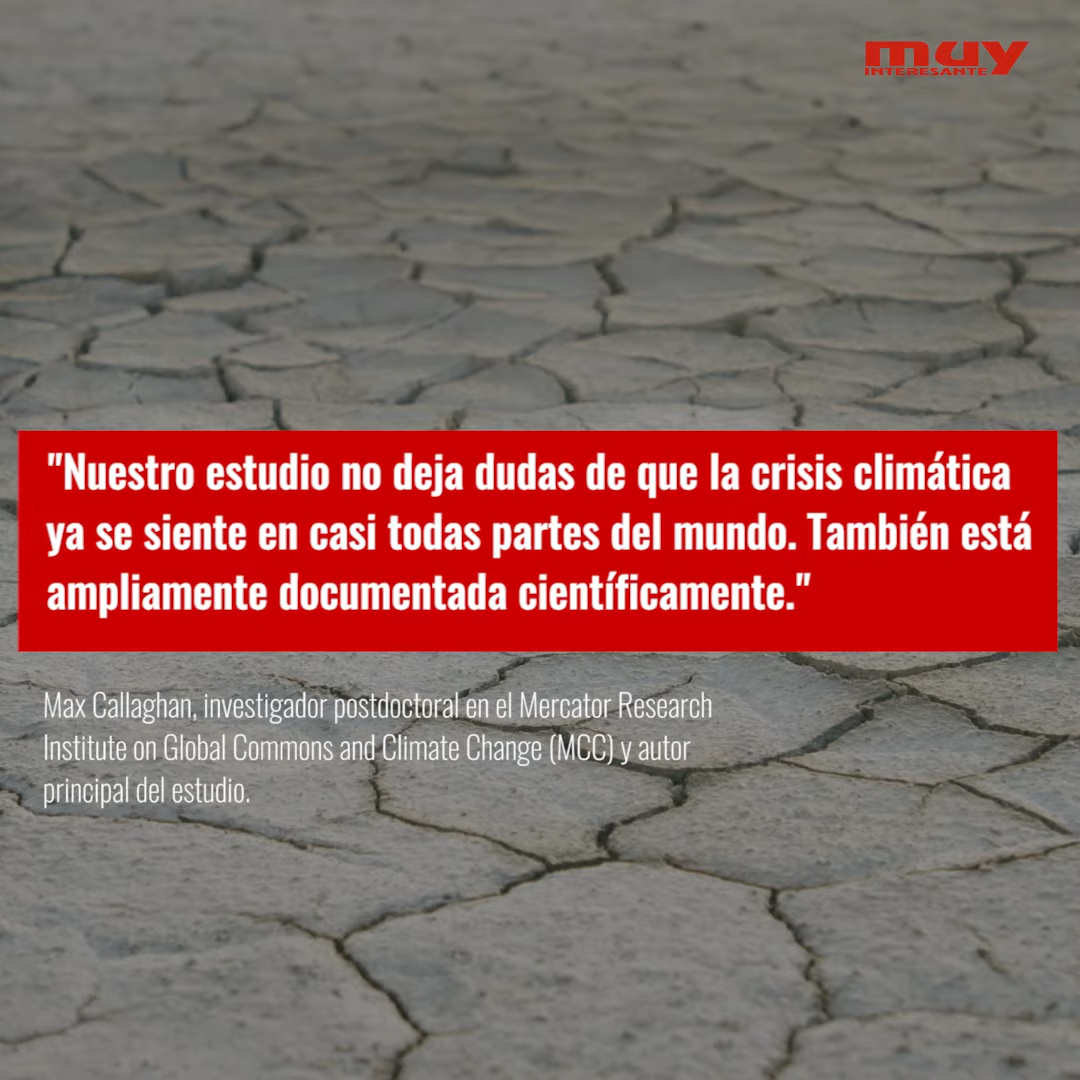 muy
INTERESANTE
"Nuestro estudio no deja dudas de que la crisis climática
ya se siente en casi todas partes del mundo. También está
ampliamente documentada científicamente."
Max Callaghan, investigador postdoctoral en el Mercator Research
Institute on Global Commons and Climate Change (MCC) y autor
principal del estudio.